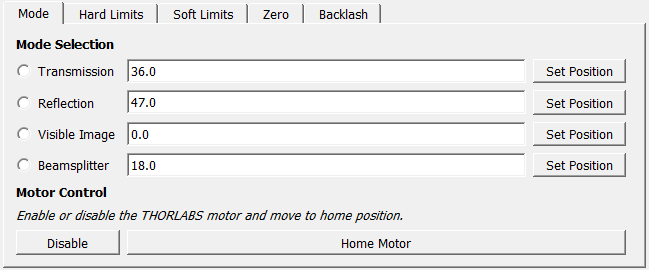 Mode Hard Limits Soft Limits Zero Backlash
Mode Selection
Transmission 36.0 Set Position
Reflection 47.0 Set Position
Visible Image 0.0 Set Position
Beamsplitter 18.0 Set Position
Motor Control
Enable or disable the THORLABS motor and move to home position.
Disable Home Motor